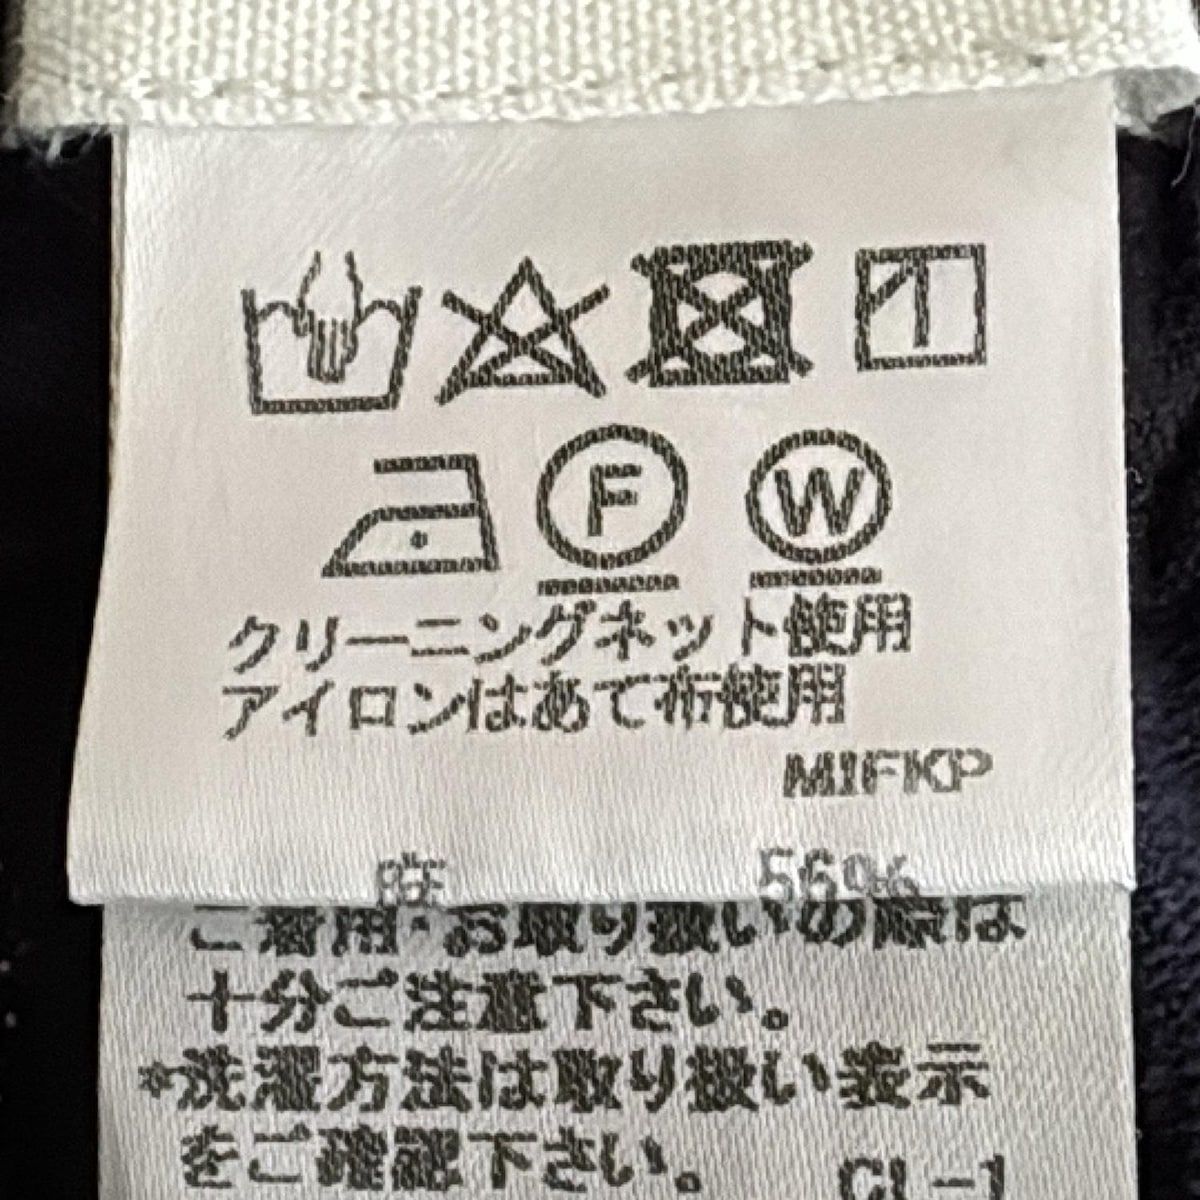 F W
クリーニングネット使用
アイロンはあて布使用
MIFKP
56%
ご着用・お取り扱いの際は
十分ご注意下さい。
*洗濯方法は取り扱い表示
をご確認下さい。
CL-1